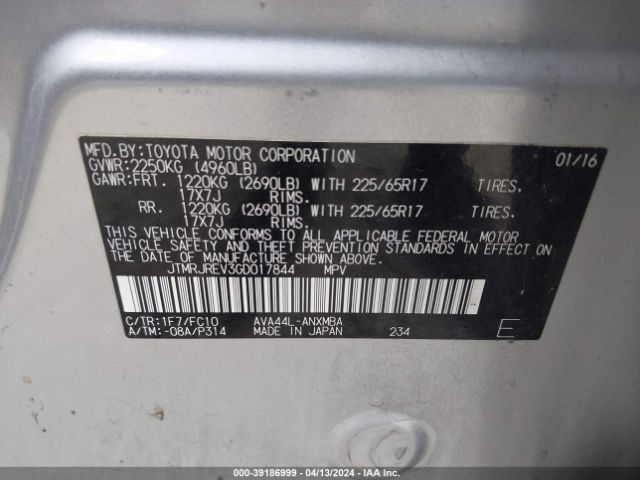 MFD.BY:TOYOTA MOTOR CORPORATION 01/16
GVWR:2250KG (4960LB)
GAWR:FRT. 1220KG (2690LB) WITH 225/65R17 TIRES.
17X7J RIMS.
RR. 1220KG (2690LB) WITH 225/65R17 TIRES.
17X7J RIMS.
THIS VEHICLE CONFORMS TO ALL APPLICABLE FEDERAL MOTOR
VEHICLE SAFETY AND THEFT PREVENTION STANDARDS IN EFFECT
ON THE DATE OF MANUFACTURE SHOWN ABOVE.
JTMRJREV3GD017844 MPV
C/TR:1F7/FC10 AVA44L-ANXMBA
A/TM:-08A/P314 MADE IN JAPAN 234 E
000-39186999 - 04/13/2024 - IAA Inc.